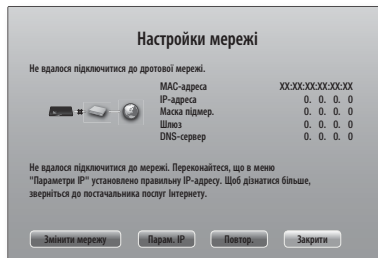 Настройки мережі
Не вдалося підключитися до дротової мережі.
MAC-адреса XX:XX:XX:XX:XX:XX
IP-адреса 0. 0. 0. 0
Маска підмер. 0. 0. 0. 0
Шлюз 0. 0. 0. 0
DNS-сервер 0. 0. 0. 0
Не вдалося підключитися до мережі. Переконайтеся, що в меню
"Параметри IP" установлено правильну IP-адресу. Щоб дізнатися більше,
зверніться до постачальника послуг Інтернету.
Змінити мережу Парам. IP Повтор. Закрити